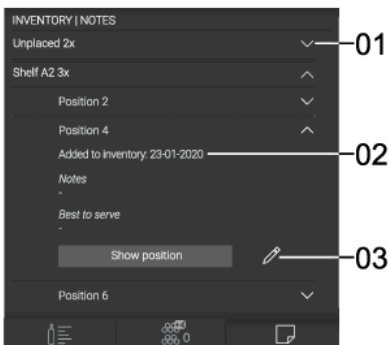 INVENTORY | NOTES
Unplaced 2x
01
Shelf A2 3x
Position 2
Position 4
Added to inventory: 23-01-2020
02
Notes
-
Best to serve
-
Show position
03
Position 6
0